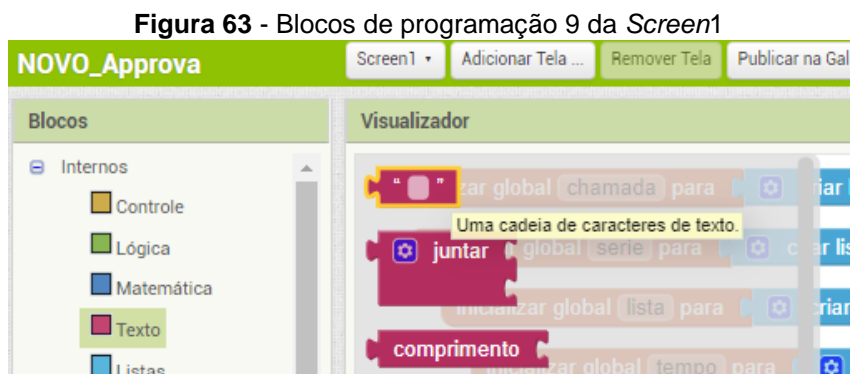 Figura 63 - Blocos de programação 9 da Screen1
NOVO_Approva
Screen1 Adicionar Tela ... Remover Tela Publicar na Gal
Blocos
Visualizador
Internos
Controle
Lógica
Matemática
Texto
Listas
" "
zar global chamada para
iar
Uma cadeia de caracteres de texto.
juntar
global serie para
r lis
inicializar global lista para
riar
comprimento
zar global tempo para